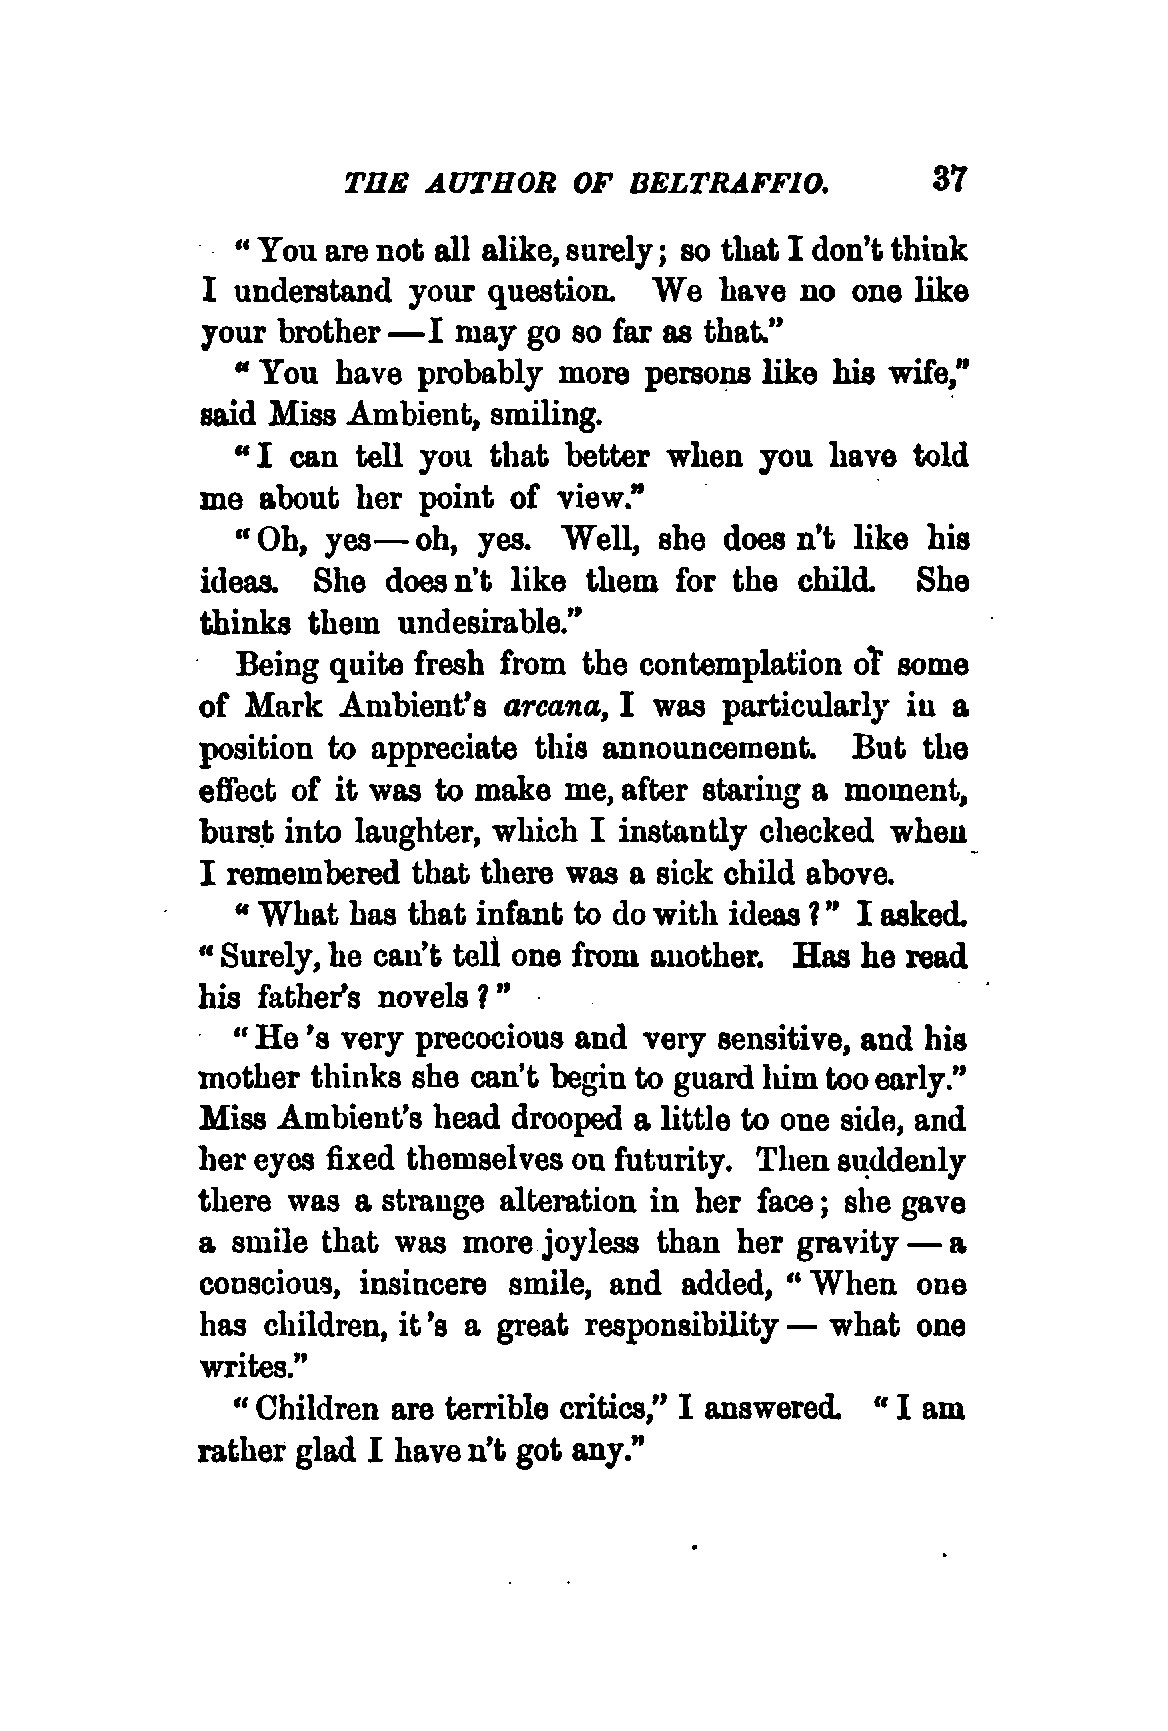 THE AUTHOR OF BELTRAFFIO. 37
"You are not all alike, surely; so that I don't think
I understand your question. We have no one like
your brother—I may go so far as that."
"You have probably more persons like his wife,"
said Miss Ambient, smiling.
"I can tell you that better when you have told
me about her point of view."
"Oh, yes—oh, yes. Well, she does n't like his
ideas. She does n't like them for the child. She
thinks them undesirable."
Being quite fresh from the contemplation of some
of Mark Ambient's arcana, I was particularly in a
position to appreciate this announcement. But the
effect of it was to make me, after staring a moment,
burst into laughter, which I instantly checked when
I remembered that there was a sick child above.
"What has that infant to do with ideas?" I asked.
"Surely, he can't tell one from another. Has he read
his father's novels?"
"He 's very precocious and very sensitive, and his
mother thinks she can't begin to guard him too early."
Miss Ambient's head drooped a little to one side, and
her eyes fixed themselves on futurity. Then suddenly
there was a strange alteration in her face; she gave
a smile that was more joyless than her gravity—a
conscious, insincere smile, and added, "When one
has children, it 's a great responsibility—what one
writes."
"Children are terrible critics," I answered. "I am
rather glad I have n't got any."